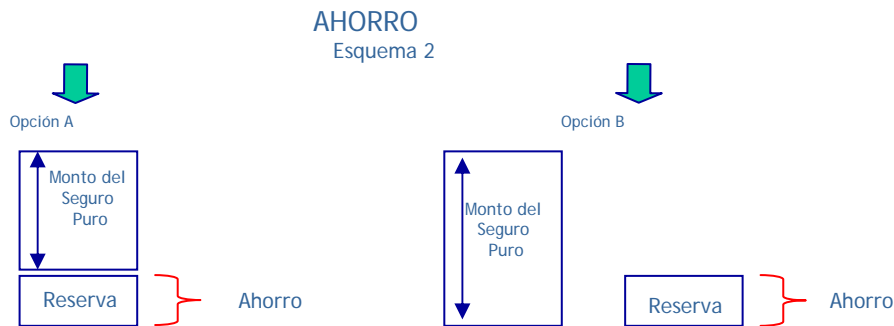 AHORRO
Esquema 2
Opción A
Opción B
Monto del
Seguro
Puro
Reserva
Ahorro
Monto del
Seguro
Puro
Reserva
Ahorro